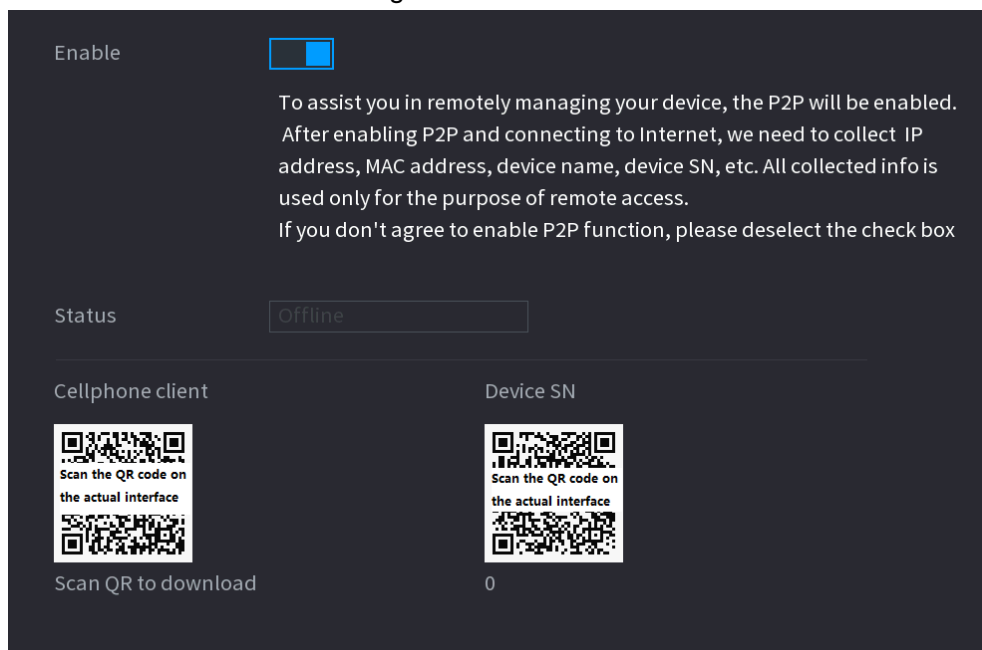 Enable
To assist you in remotely managing your device, the P2P will be enabled.
After enabling P2P and connecting to Internet, we need to collect IP
address, MAC address, device name, device SN, etc. All collected info is
used only for the purpose of remote access.
If you don't agree to enable P2P function, please deselect the check box
Status
Offline
Cellphone client
Device SN
Scan the QR code on
the actual interface
Scan the QR code on
the actual interface
Scan QR to download
0